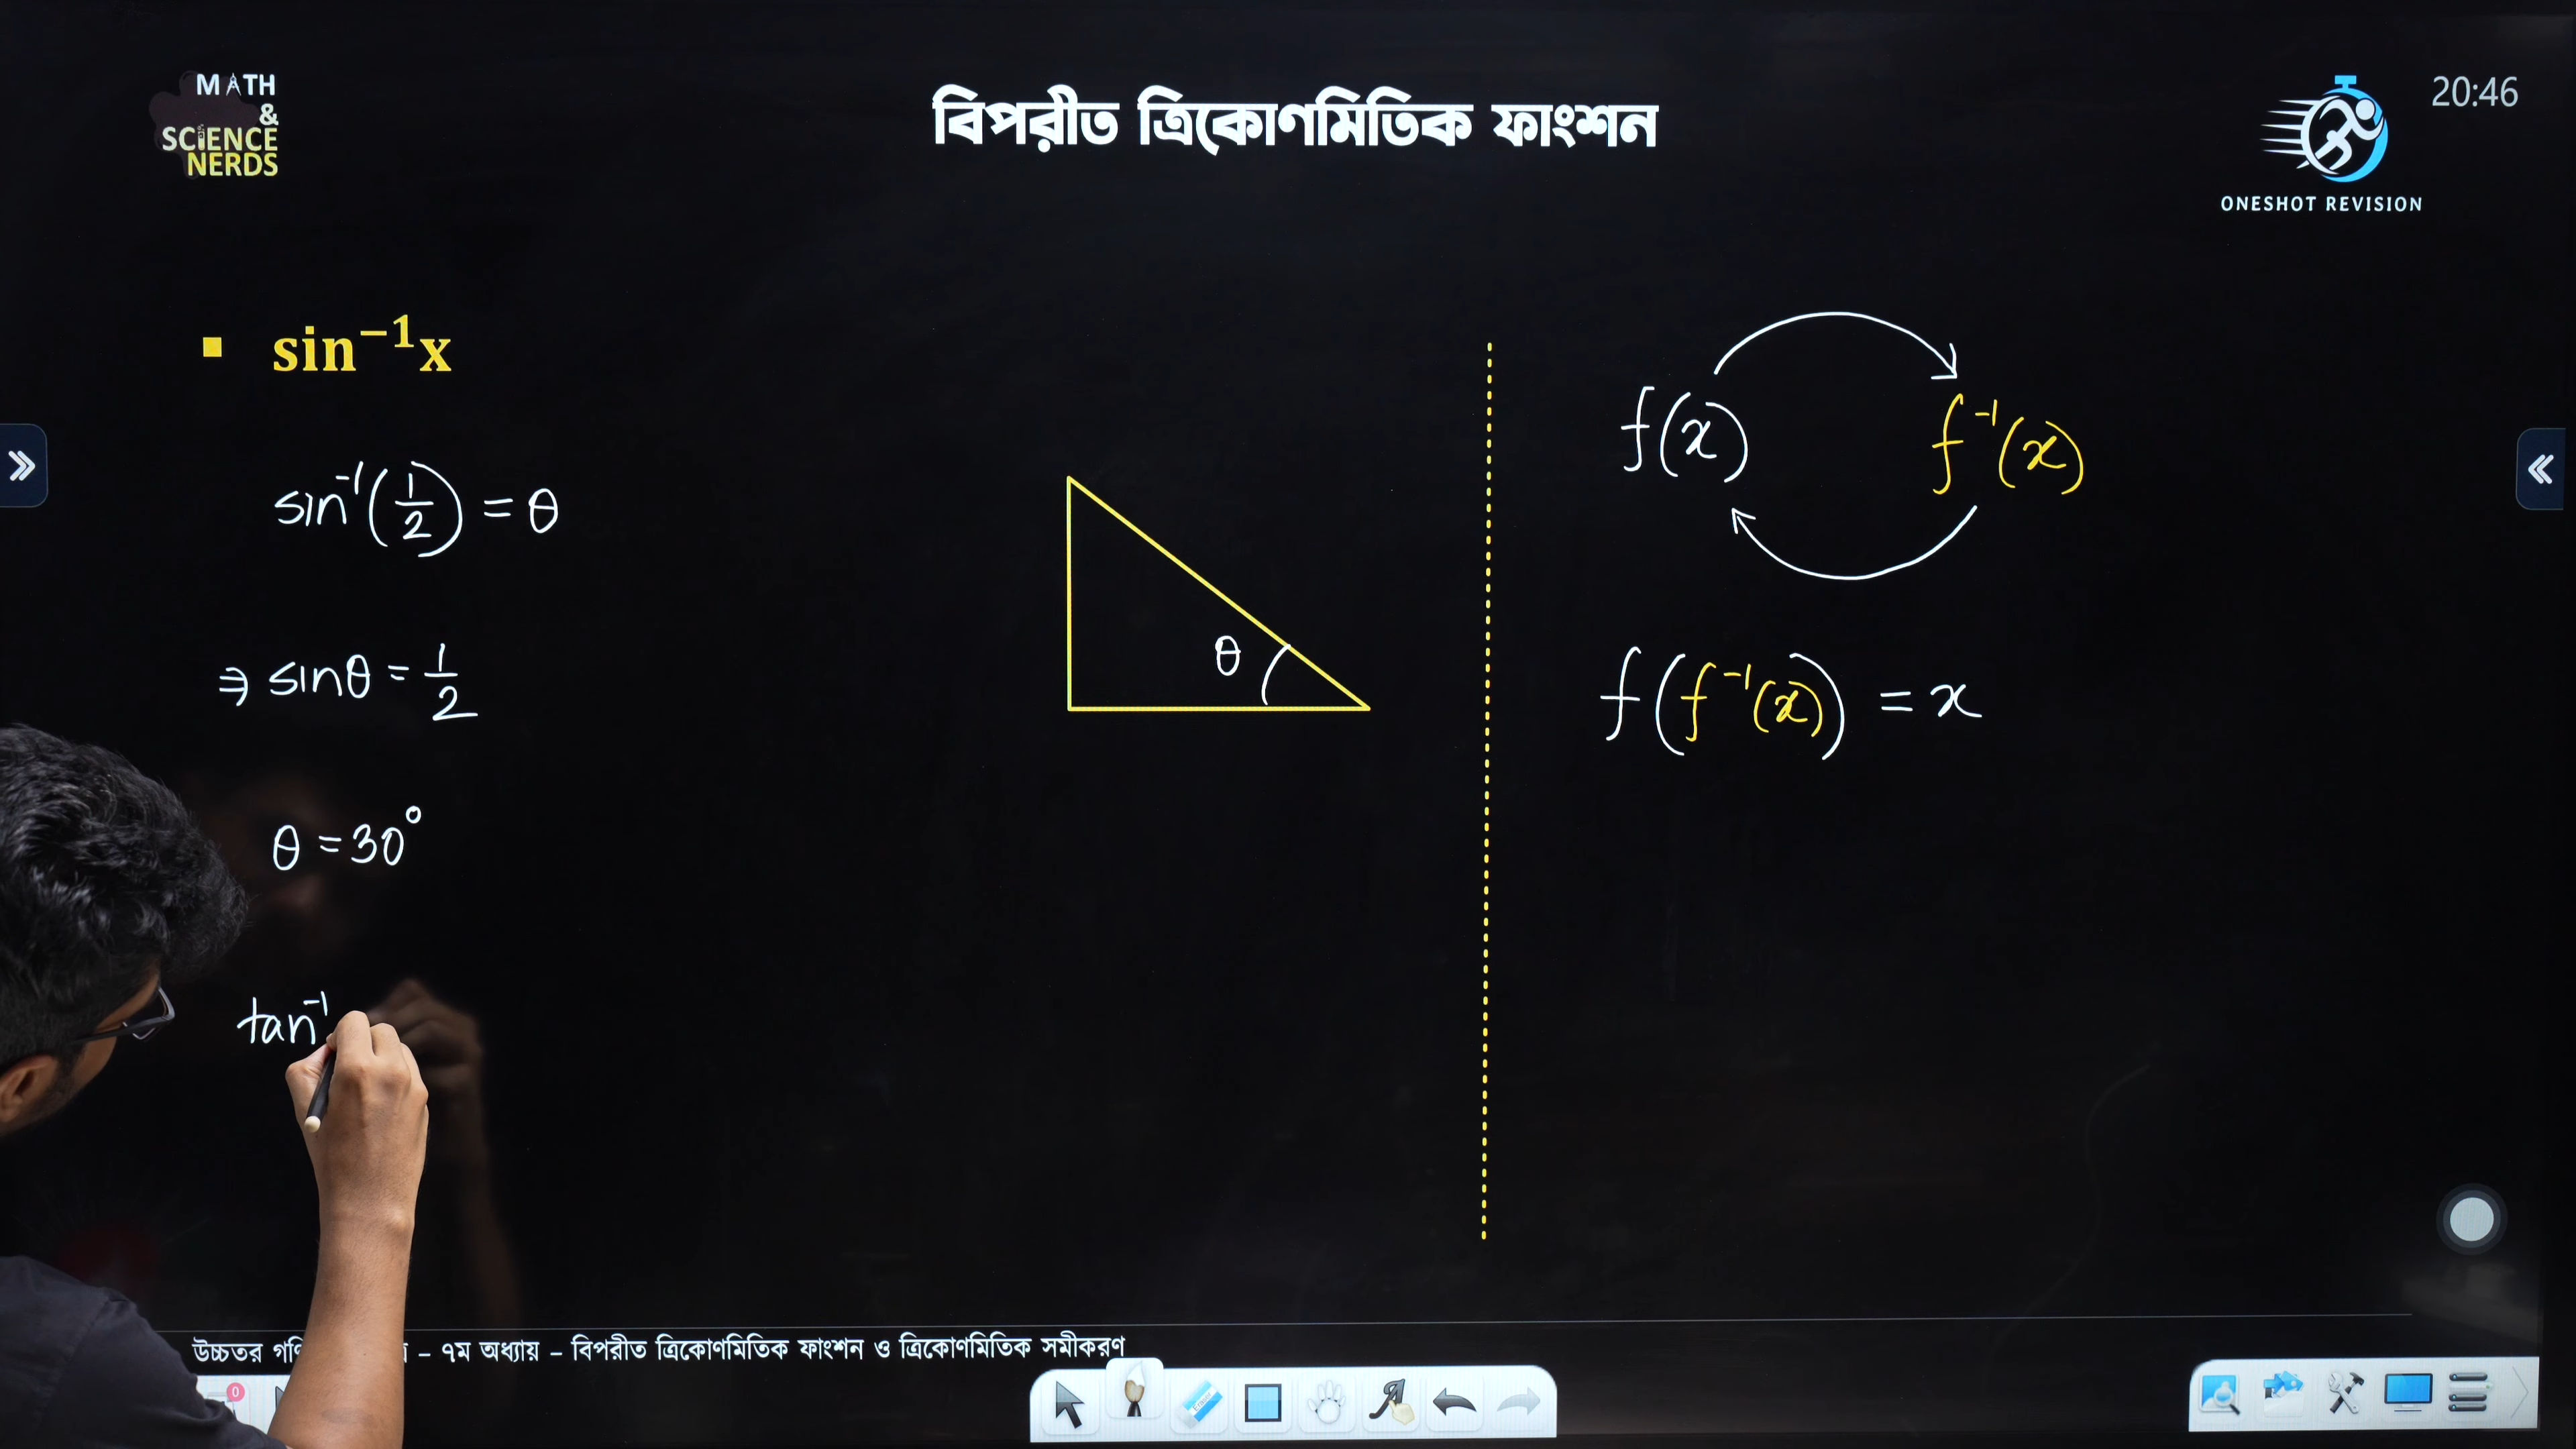 MATH
&
SCIENCE
NERDS
বিপরীত ত্রিকোণমিতিক ফাংশন
20:46
ONESHOT REVISION
▪ sin⁻¹x
sin⁻¹(1/2) = θ
⇒ sinθ = 1/2
θ = 30°
tan⁻¹
θ
f(x)
f⁻¹(x)
f(f⁻¹(x)) = x
উচ্চতর – ৭ম অধ্যায় – বিপরীত ত্রিকোণমিতিক ফাংশন ও ত্রিকোণমিতিক সমীকরণ
0